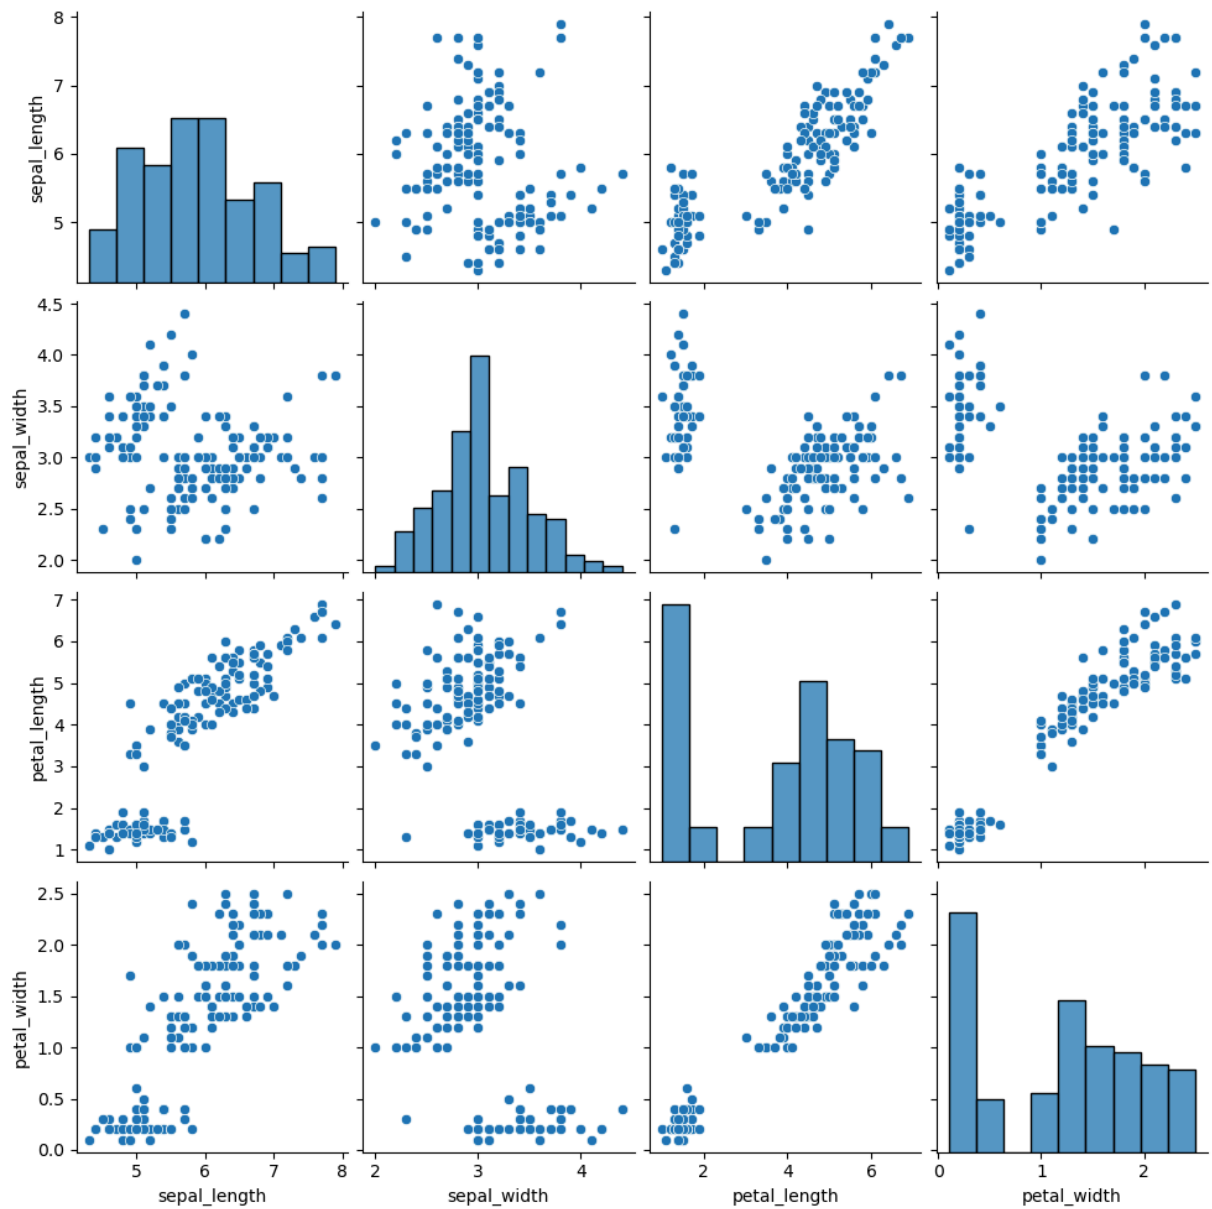 8
7
6
5
sepal_length
4.5
4.0
3.5
3.0
2.5
2.0
sepal_width
7
6
5
4
3
2
1
petal_length
2.5
2.0
1.5
1.0
0.5
0.0
petal_width
5 6 7 8
2 3 4
2 4 6
0 1 2
sepal_length sepal_width petal_length petal_width